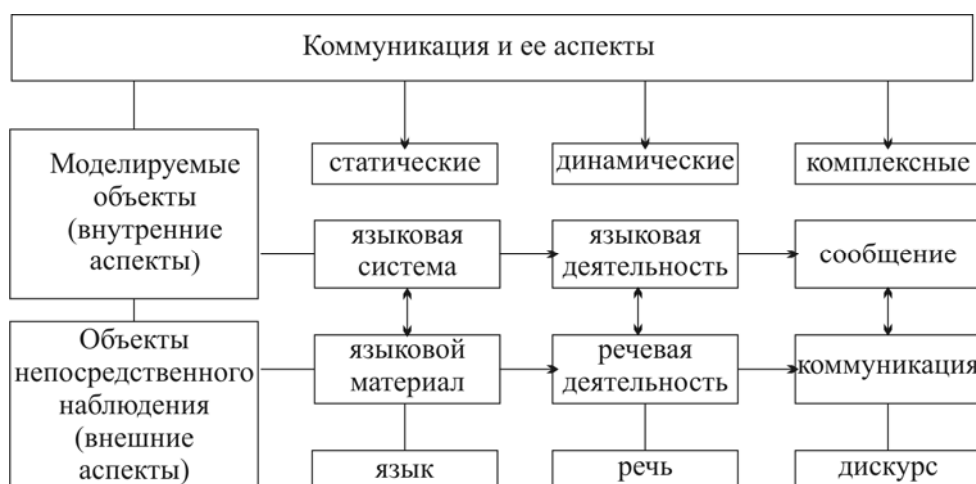 Коммуникация и ее аспекты
Моделируемые
объекты
(внутренние
аспекты)
статические
динамические
комплексные
языковая
система
языковая
деятельность
сообщение
Объекты
непосредственного
наблюдения
(внешние
аспекты)
языковой
материал
речевая
деятельность
коммуникация
язык
речь
дискурс